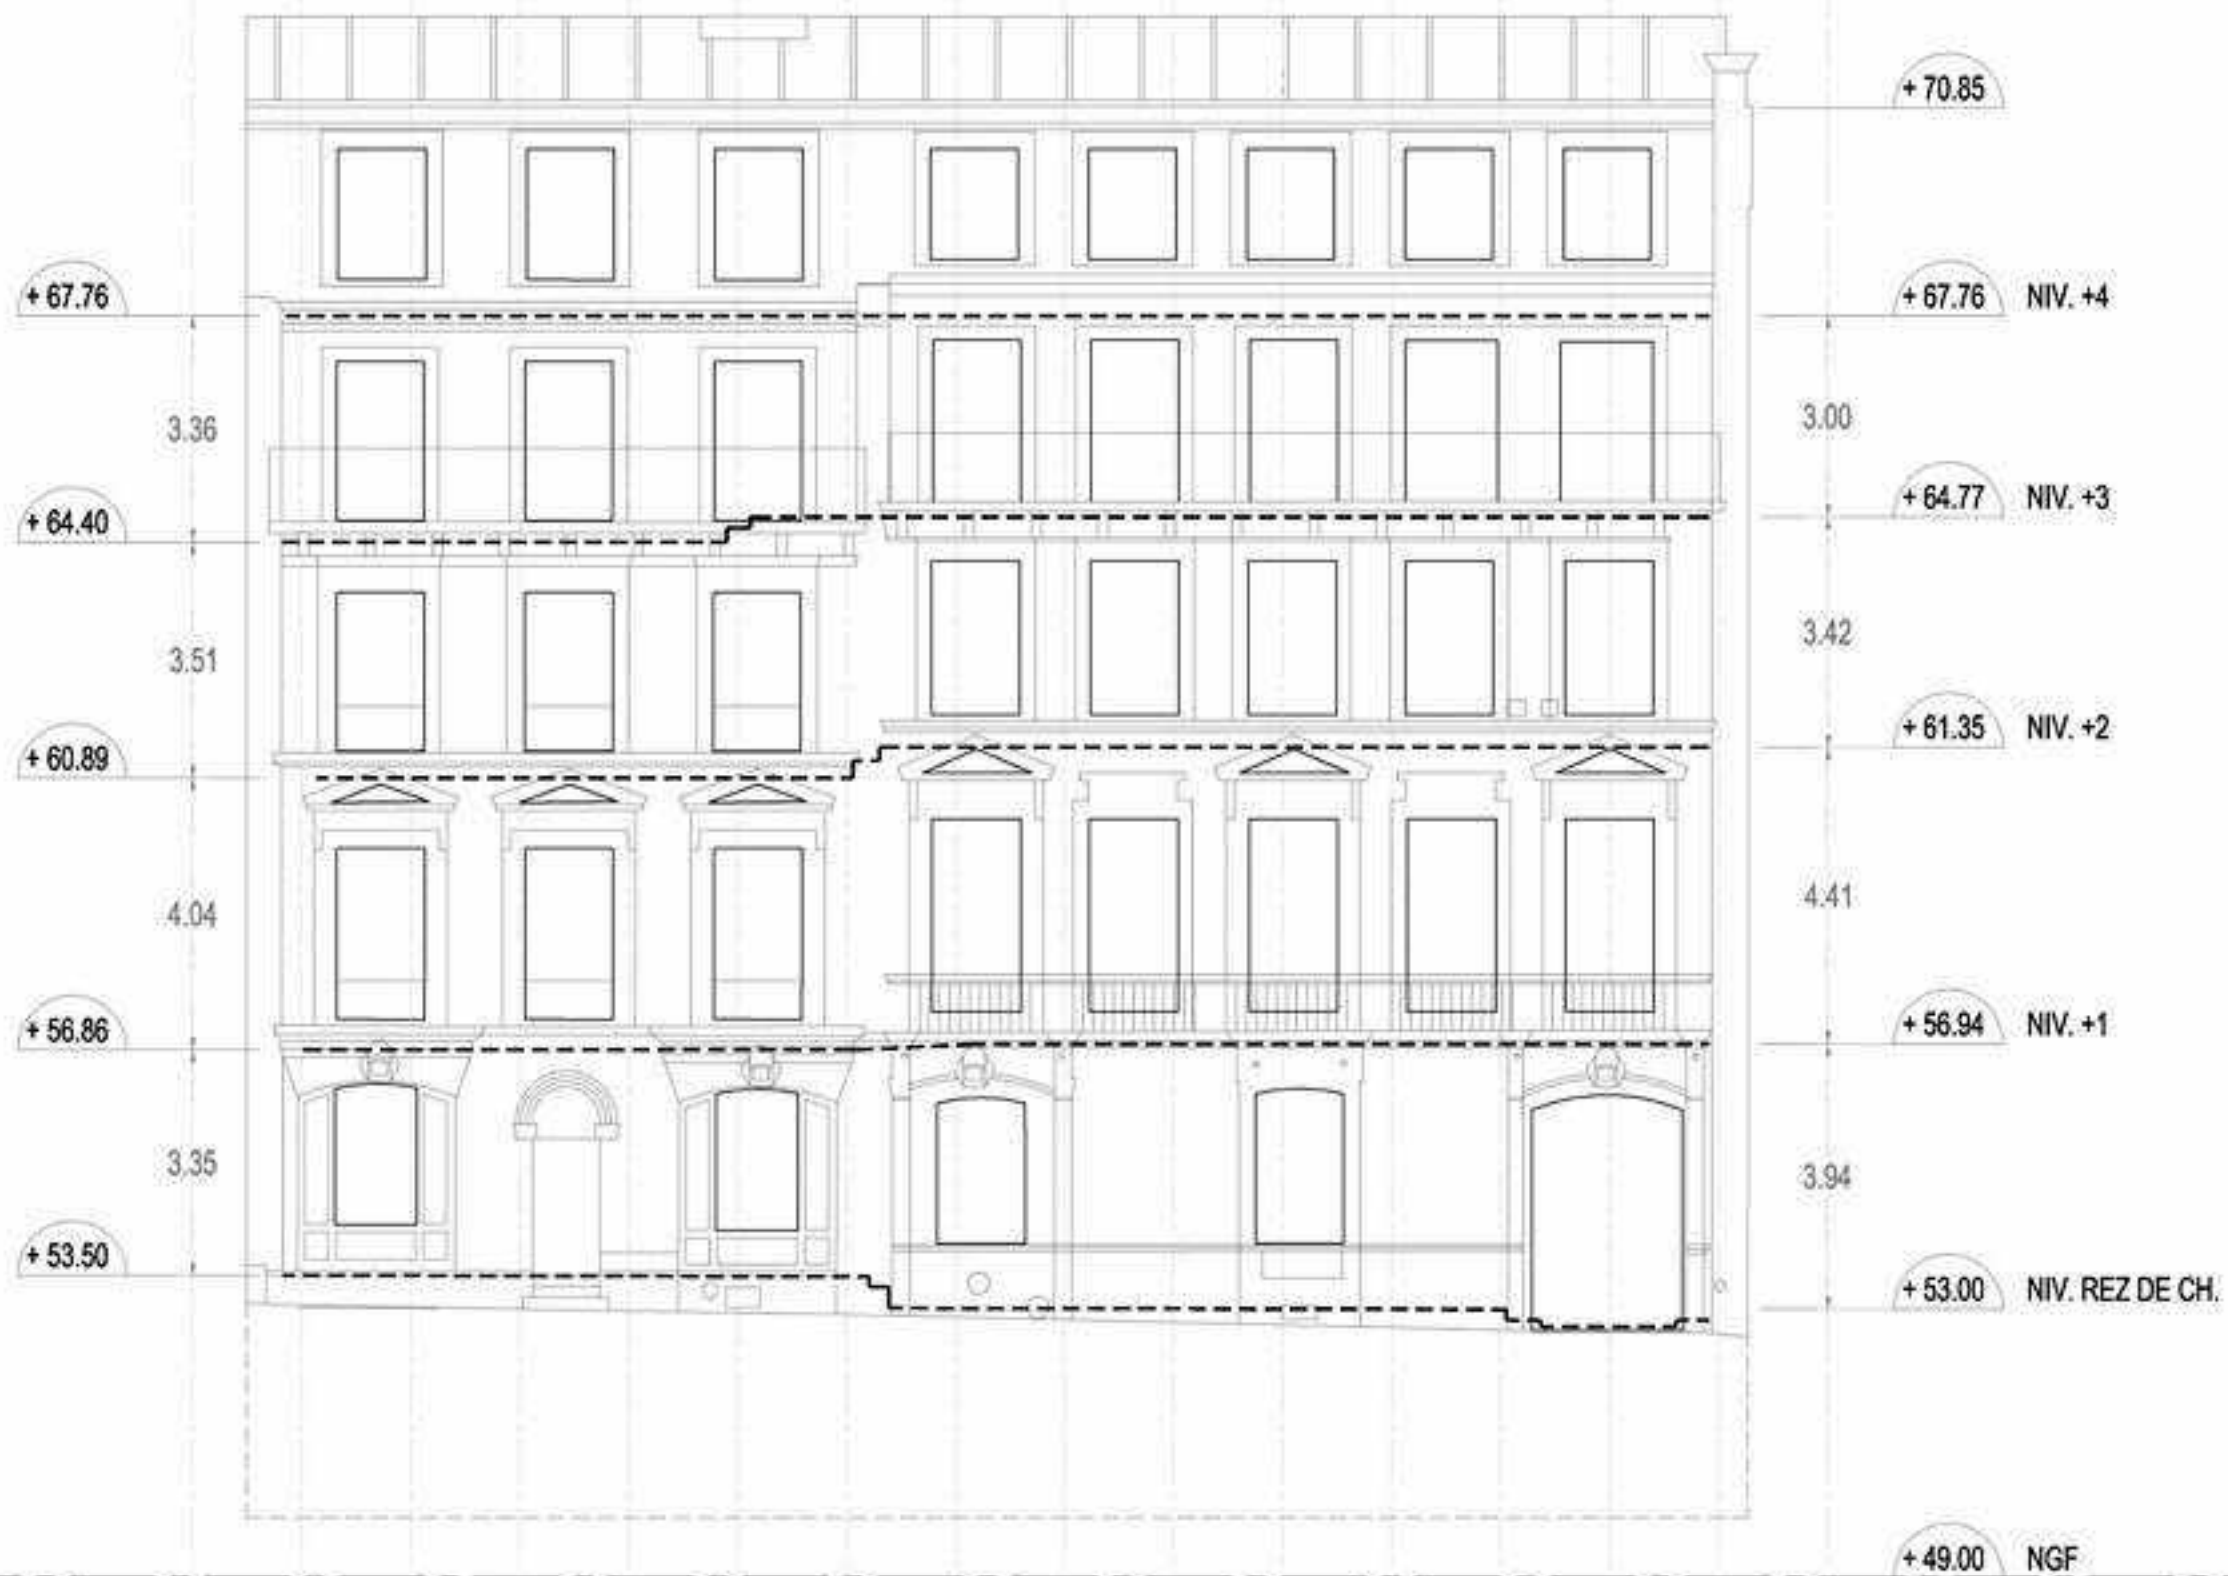 + 70.85
+ 67.76
+ 67.76 NIV. +4
3.36
3.00
+ 64.40
+ 64.77 NIV. +3
3.51
3.42
+ 60.89
+ 61.35 NIV. +2
4.04
4.41
+ 56.86
+ 56.94 NIV. +1
3.35
3.94
+ 53.50
+ 53.00 NIV. REZ DE CH.
+ 49.00 NGF